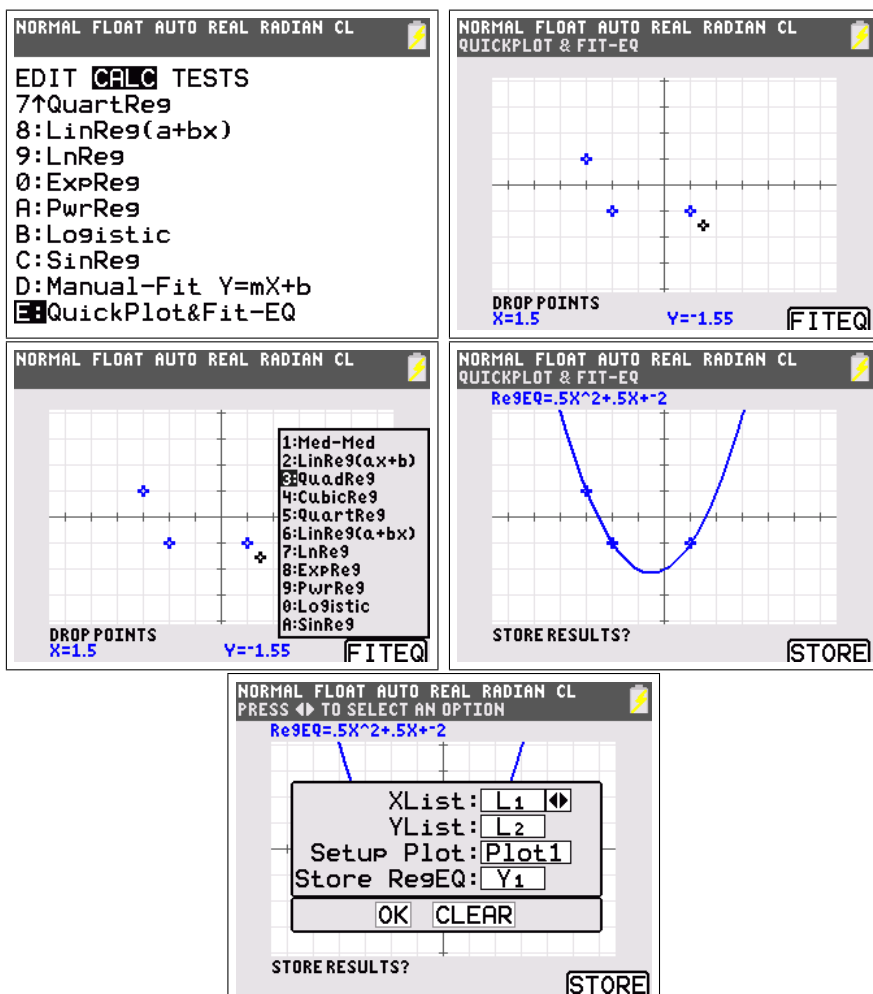 NORMAL FLOAT AUTO REAL RADIAN CL
EDIT CALC TESTS
7↑QuartReg
8:LinReg(a+bx)
9:LnReg
0:ExpReg
A:PwrReg
B:Logistic
C:SinReg
D:Manual-Fit Y=mX+b
E:QuickPlot&Fit-EQ
NORMAL FLOAT AUTO REAL RADIAN CL
QUICKPLOT & FIT-EQ
DROP POINTS
X=1.5 Y=⁻1.55 FITEQ
NORMAL FLOAT AUTO REAL RADIAN CL
1:Med-Med
2:LinReg(ax+b)
3:QuadReg
4:CubicReg
5:QuartReg
6:LinReg(a+bx)
7:LnReg
8:ExpReg
9:PwrReg
0:Logistic
A:SinReg
DROP POINTS
X=1.5 Y=⁻1.55 FITEQ
NORMAL FLOAT AUTO REAL RADIAN CL
QUICKPLOT & FIT-EQ
RegEQ=.5X^2+.5X+⁻2
STORE RESULTS?
STORE
NORMAL FLOAT AUTO REAL RADIAN CL
PRESS ◀▶ TO SELECT AN OPTION
RegEQ=.5X^2+.5X+⁻2
XList: L₁ ◀▶
YList: L₂
Setup Plot: Plot1
Store RegEQ: Y₁
OK CLEAR
STORE RESULTS?
STORE